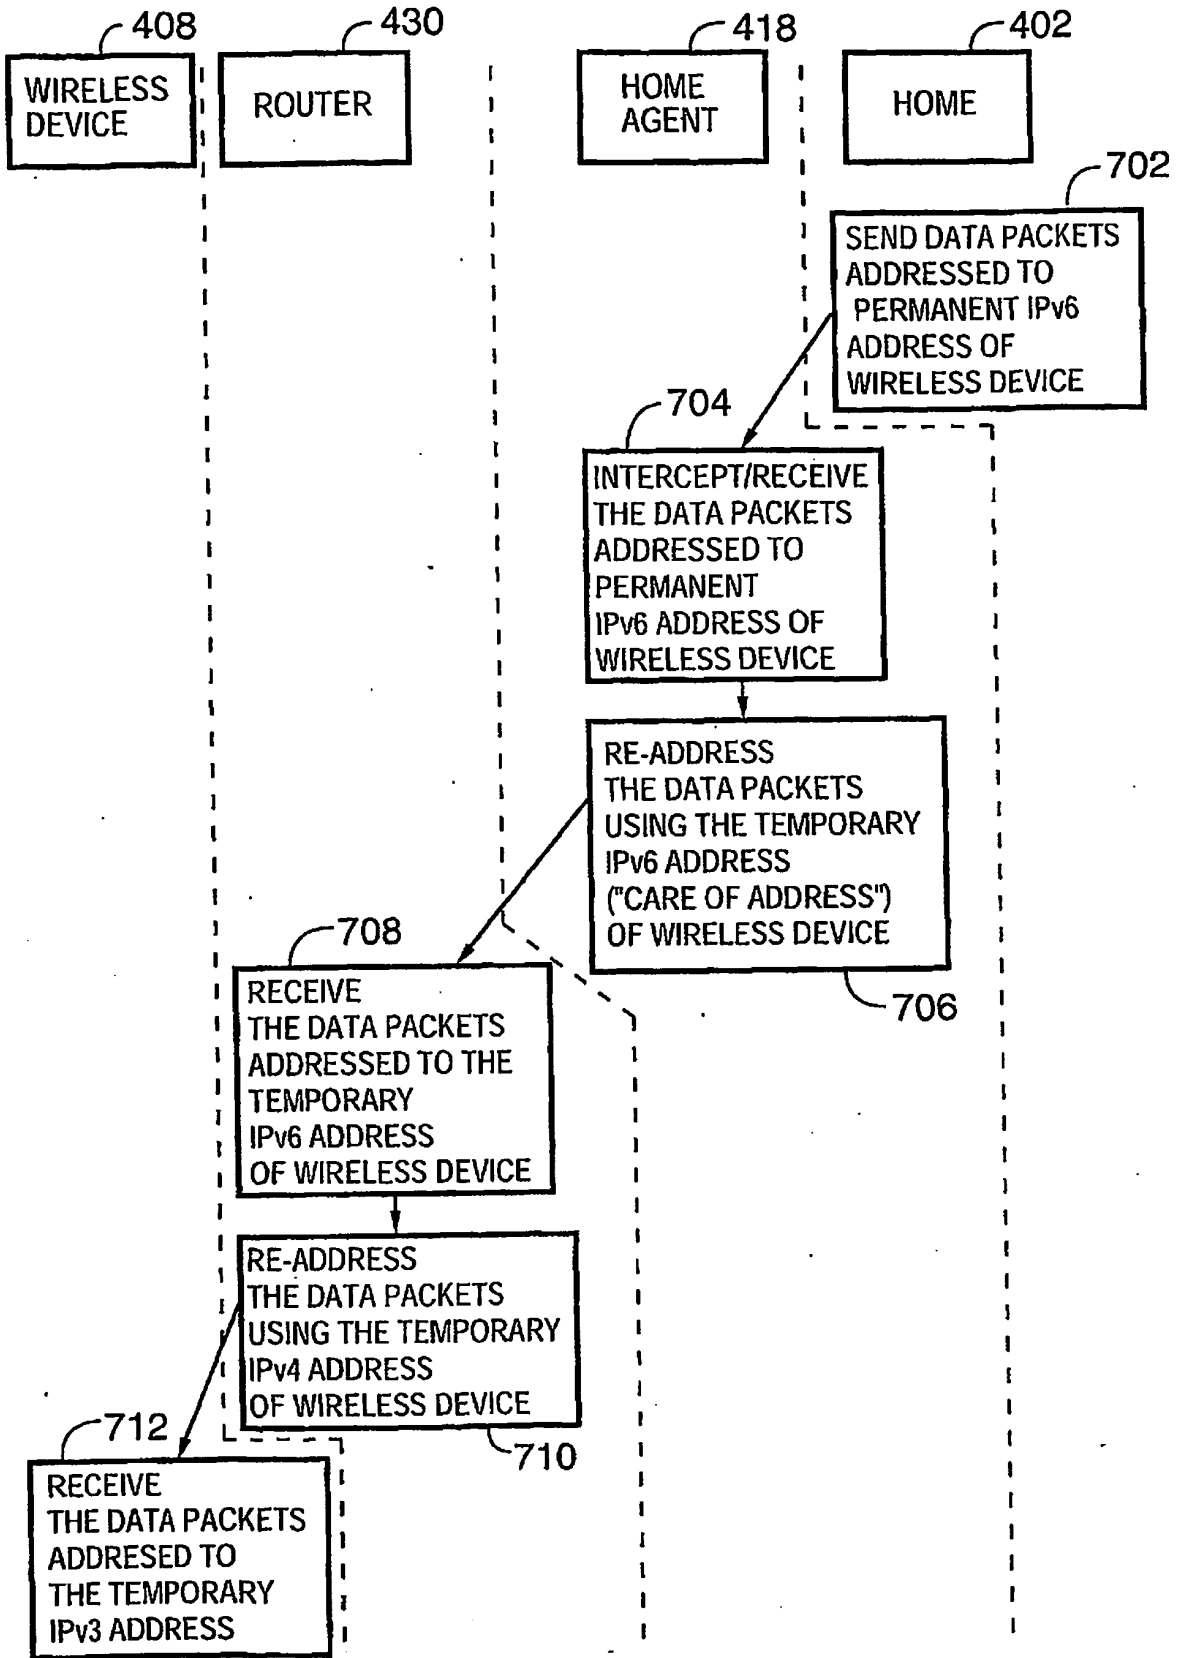 408
430
418
402
WIRELESS
DEVICE
ROUTER
HOME
AGENT
HOME
702
SEND DATA PACKETS
ADDRESSED TO
PERMANENT IPv6
ADDRESS OF
WIRELESS DEVICE
704
INTERCEPT/RECEIVE
THE DATA PACKETS
ADDRESSED TO
PERMANENT
IPv6 ADDRESS OF
WIRELESS DEVICE
RE-ADDRESS
THE DATA PACKETS
USING THE TEMPORARY
IPv6 ADDRESS
("CARE OF ADDRESS")
OF WIRELESS DEVICE
706
708
RECEIVE
THE DATA PACKETS
ADDRESSED TO THE
TEMPORARY
IPv6 ADDRESS
OF WIRELESS DEVICE
RE-ADDRESS
THE DATA PACKETS
USING THE TEMPORARY
IPv4 ADDRESS
OF WIRELESS DEVICE
710
712
RECEIVE
THE DATA PACKETS
ADDRESED TO
THE TEMPORARY
IPv3 ADDRESS